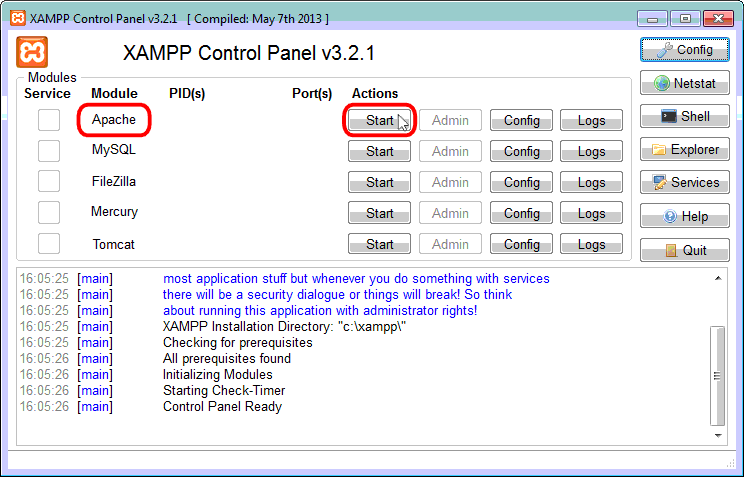 XAMPP Control Panel v3.2.1 [ Compiled: May 7th 2013 ]
XAMPP Control Panel v3.2.1
Config
Modules
Service Module PID(s) Port(s) Actions
Netstat
Apache Start Admin Config Logs
Shell
MySQL Start Admin Config Logs
Explorer
FileZilla Start Admin Config Logs
Services
Mercury Start Admin Config Logs
Help
Tomcat Start Admin Config Logs
Quit
16:05:25 [main] most application stuff but whenever you do something with services
16:05:25 [main] there will be a security dialogue or things will break! So think
16:05:25 [main] about running this application with administrator rights!
16:05:25 [main] XAMPP Installation Directory: "c:\xampp\"
16:05:25 [main] Checking for prerequisites
16:05:26 [main] All prerequisites found
16:05:26 [main] Initializing Modules
16:05:26 [main] Starting Check-Timer
16:05:26 [main] Control Panel Ready